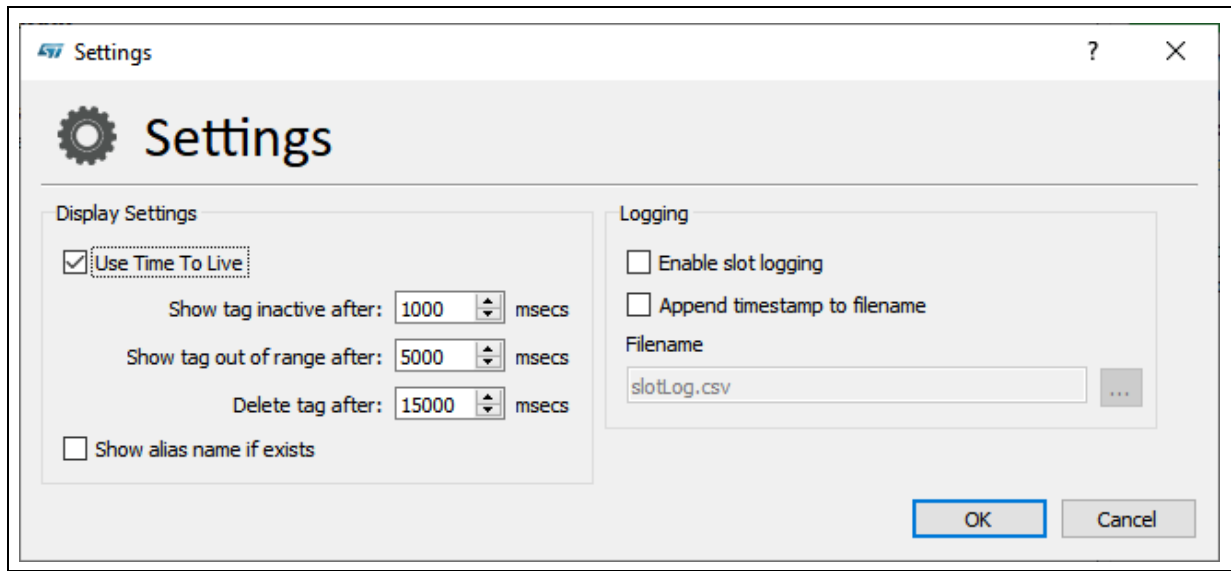 ST Settings ?
Settings
Display Settings
Use Time To Live
Show tag inactive after: 1000 msecs
Show tag out of range after: 5000 msecs
Delete tag after: 15000 msecs
Show alias name if exists
Logging
Enable slot logging
Append timestamp to filename
Filename
slotLog.csv ...
OK Cancel